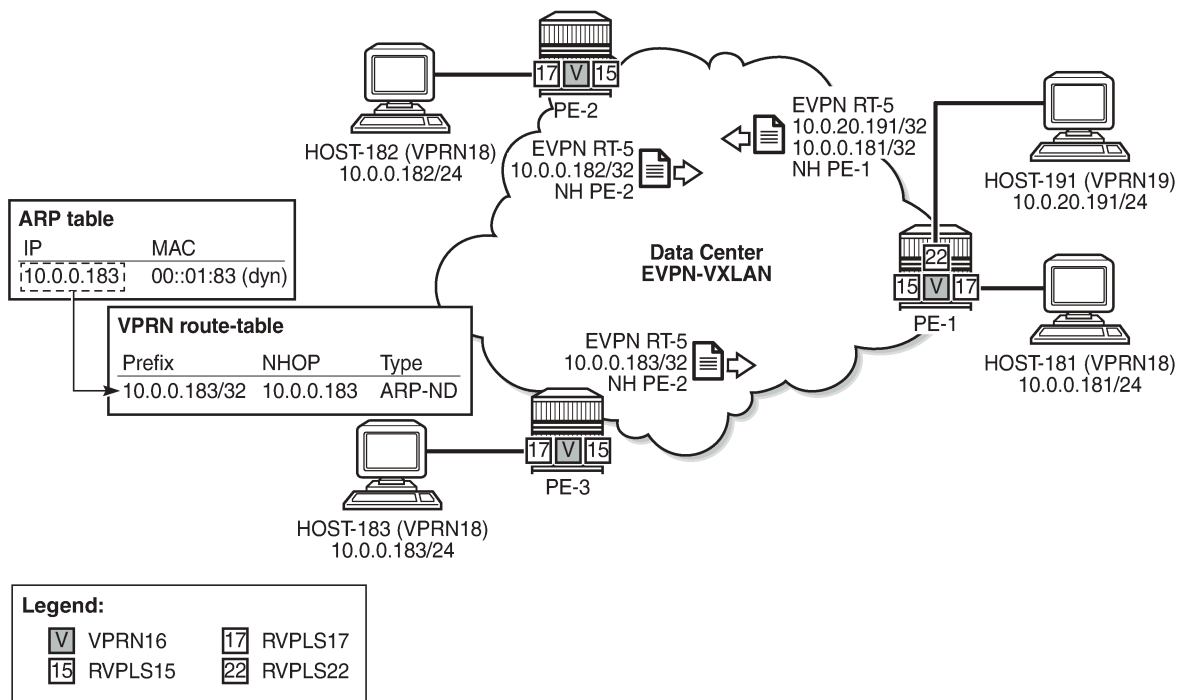 17 V 15
PE-2
HOST-182 (VPRN18)
10.0.0.182/24
EVPN RT-5
10.0.0.182/32
NH PE-2
EVPN RT-5
10.0.20.191/32
10.0.0.181/32
NH PE-1
HOST-191 (VPRN19)
10.0.20.191/24
ARP table
IP MAC
10.0.0.183 00::01:83 (dyn)
Data Center
EVPN-VXLAN
22
15 V 17
PE-1
VPRN route-table
Prefix NHOP Type
10.0.0.183/32 10.0.0.183 ARP-ND
EVPN RT-5
10.0.0.183/32
NH PE-2
HOST-181 (VPRN18)
10.0.0.181/24
17 V 15
PE-3
HOST-183 (VPRN18)
10.0.0.183/24
Legend:
V VPRN16
17 RVPLS17
15 RVPLS15
22 RVPLS22